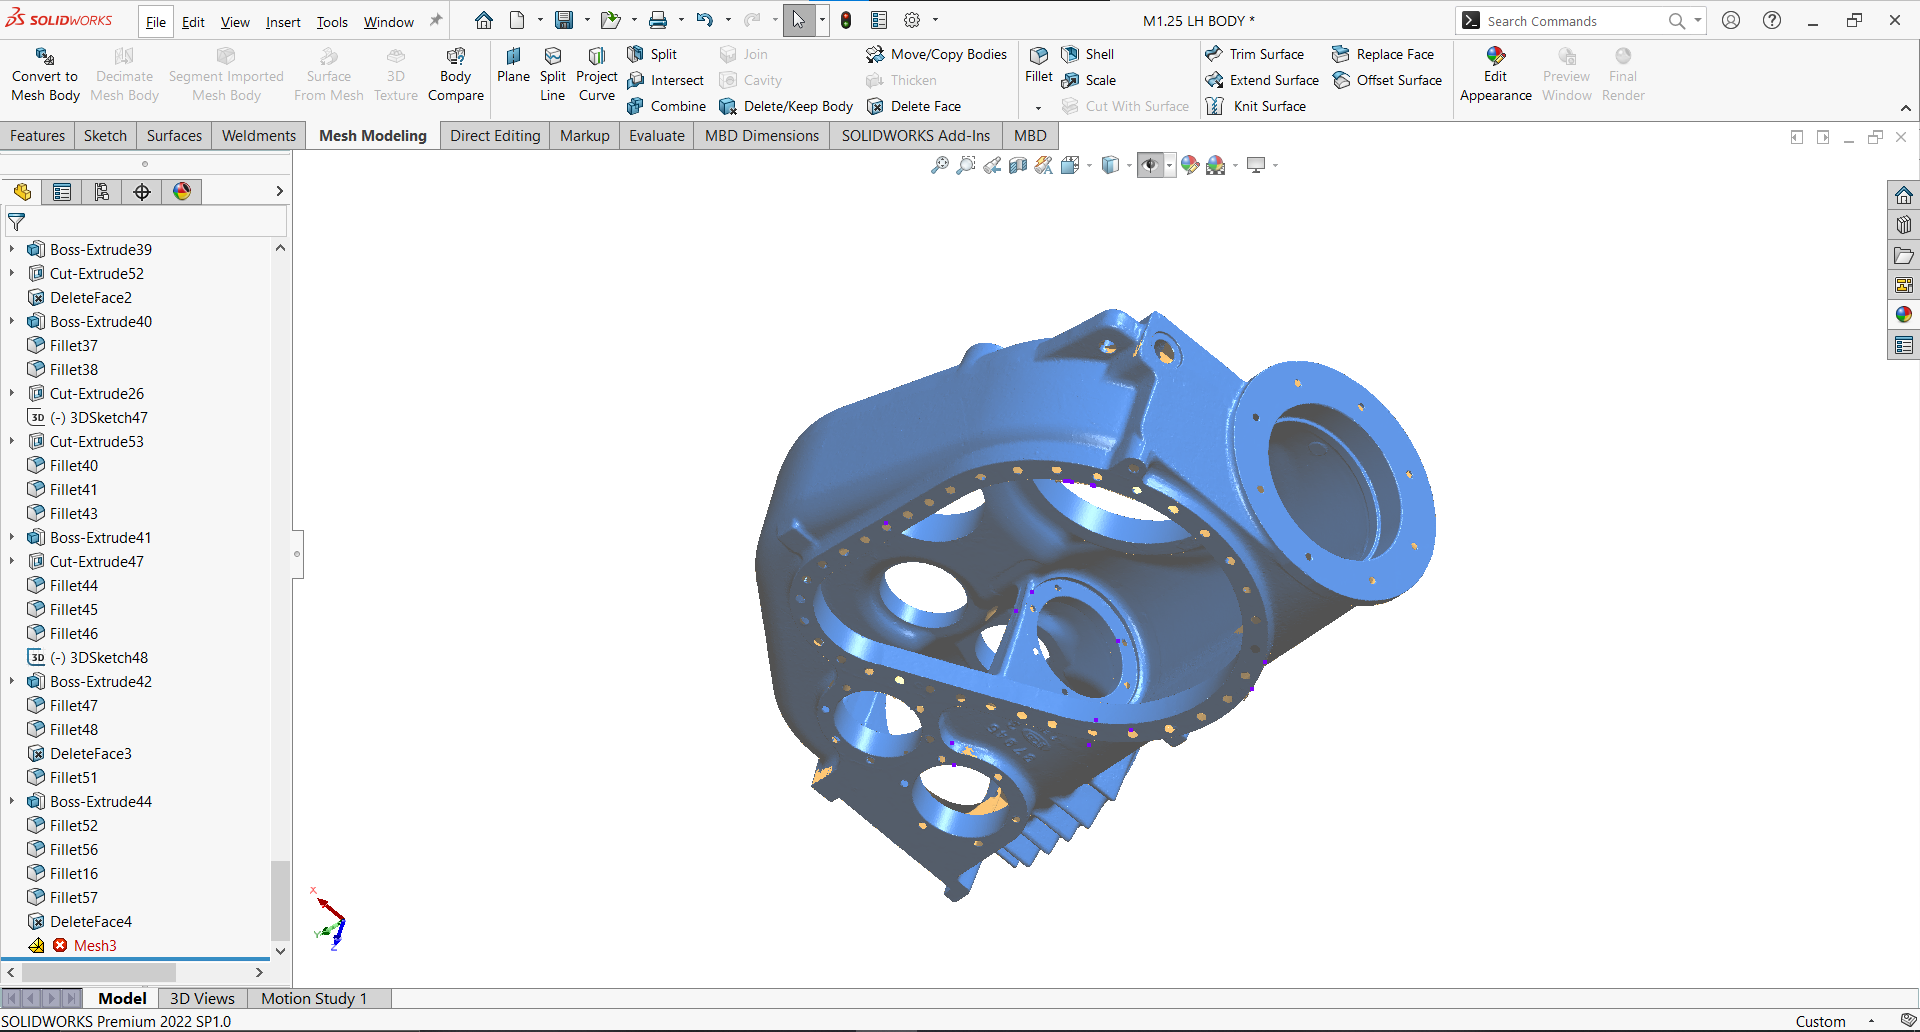 SOLIDWORKS File Edit View Insert Tools Window M1.25 LH BODY * Search Commands
Convert to Mesh Body
Decimate Mesh Body
Segment Imported Mesh Body
Surface From Mesh
3D Texture
Body Compare
Plane
Split Line
Project Curve
Split
Intersect
Combine
Join
Cavity
Delete/Keep Body
Move/Copy Bodies
Thicken
Delete Face
Fillet
Shell
Scale
Cut With Surface
Trim Surface
Extend Surface
Knit Surface
Replace Face
Offset Surface
Edit Appearance
Preview Window
Final Render
Features Sketch Surfaces Weldments Mesh Modeling Direct Editing Markup Evaluate MBD Dimensions SOLIDWORKS Add-Ins MBD
Boss-Extrude39
Cut-Extrude52
DeleteFace2
Boss-Extrude40
Fillet37
Fillet38
Cut-Extrude26
3D (-) 3DSketch47
Cut-Extrude53
Fillet40
Fillet41
Fillet43
Boss-Extrude41
Cut-Extrude47
Fillet44
Fillet45
Fillet46
3D (-) 3DSketch48
Boss-Extrude42
Fillet47
Fillet48
DeleteFace3
Fillet51
Boss-Extrude44
Fillet52
Fillet56
Fillet16
Fillet57
DeleteFace4
Mesh3
X
Y
Z
Model 3D Views Motion Study 1
SOLIDWORKS Premium 2022 SP1.0 Custom